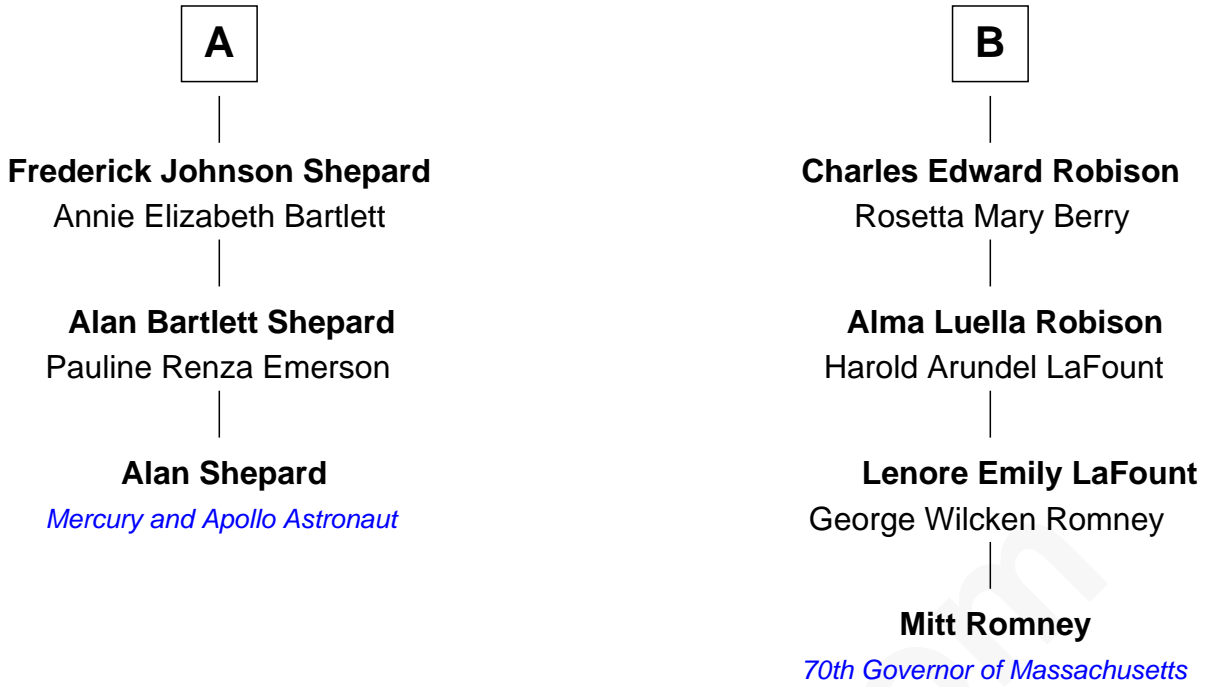 A
Frederick Johnson Shepard
Annie Elizabeth Bartlett
Alan Bartlett Shepard
Pauline Renza Emerson
Alan Shepard
Mercury and Apollo Astronaut
B
Charles Edward Robison
Rosetta Mary Berry
Alma Luella Robison
Harold Arundel LaFount
Lenore Emily LaFount
George Wilcken Romney
Mitt Romney
70th Governor of Massachusetts